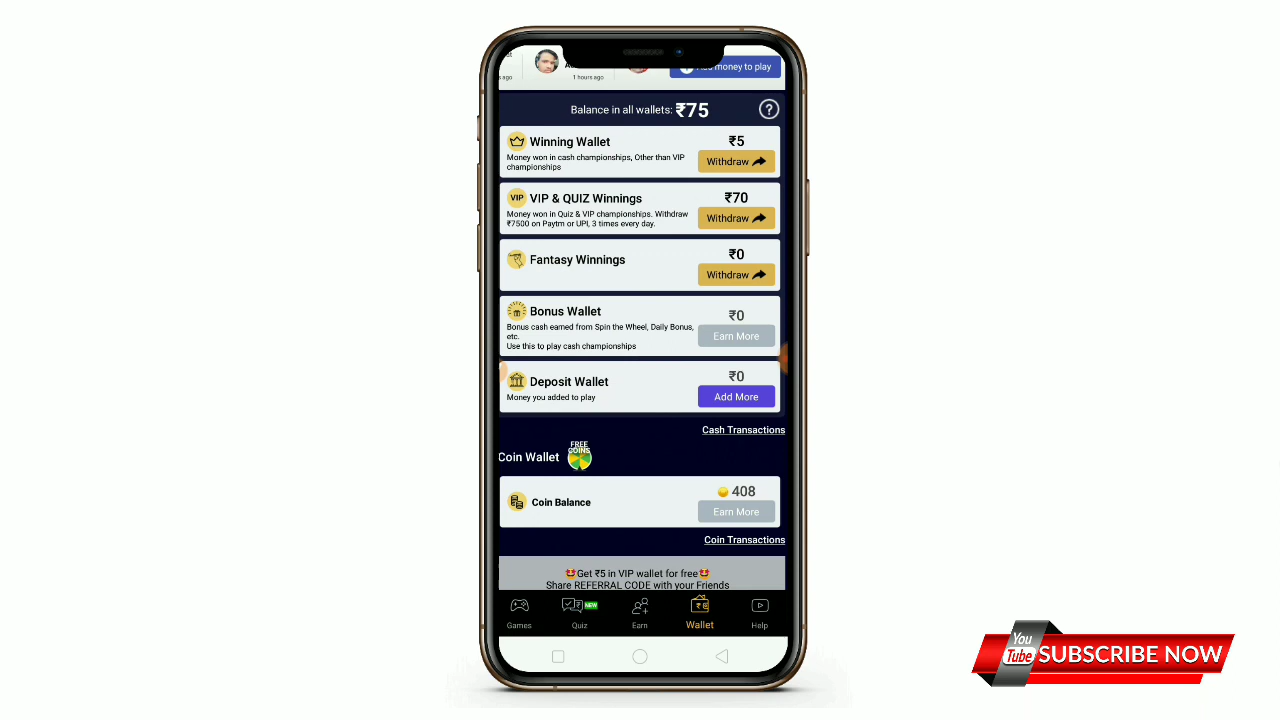 1 hours ago
money to play
Balance in all wallets: ₹75
?
Winning Wallet
₹5
Money won in cash championships, Other than VIP
championships
Withdraw
VIP
VIP & QUIZ Winnings
₹70
Money won in Quiz & VIP championships. Withdraw
₹7500 on Paytm or UPI, 3 times every day.
Withdraw
Fantasy Winnings
₹0
Withdraw
Bonus Wallet
₹0
Bonus cash earned from Spin the Wheel, Daily Bonus,
etc.
Use this to play cash championships
Earn More
Deposit Wallet
₹0
Money you added to play
Add More
Cash Transactions
Coin Wallet
FREE
COINS
Coin Balance
408
Earn More
Coin Transactions
Get ₹5 in VIP wallet for free
Share REFERRAL CODE with your Friends
NEW
Games
Quiz
Earn
Wallet
Help
You
Tube
SUBSCRIBE NOW